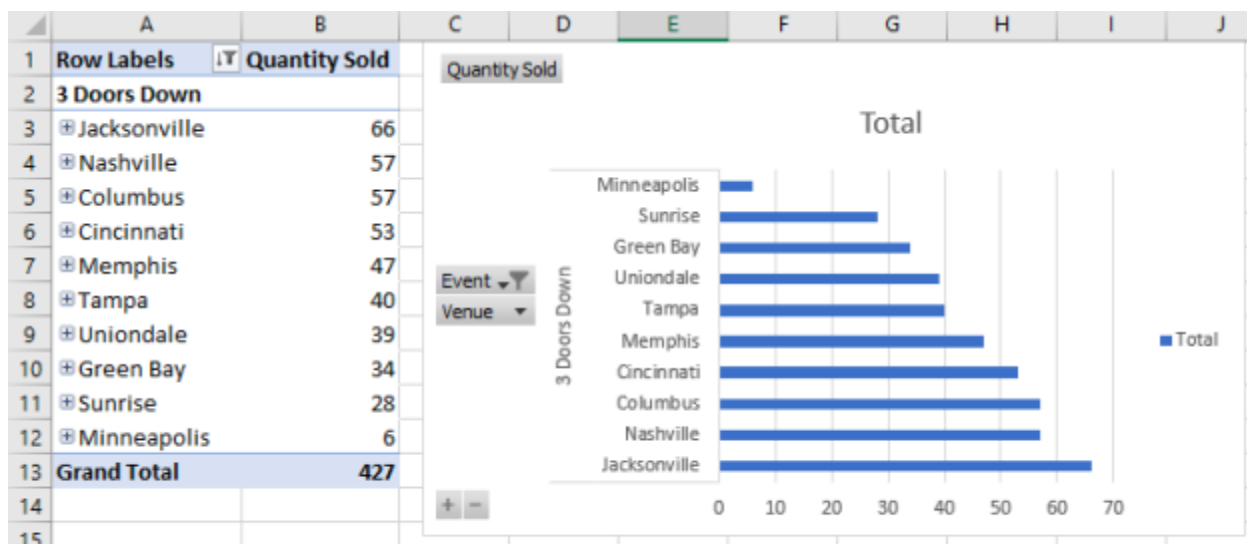 A B C D E F G H I J
1 Row Labels Quantity Sold
2 3 Doors Down
3 Jacksonville 66
4 Nashville 57
5 Columbus 57
6 Cincinnati 53
7 Memphis 47
8 Tampa 40
9 Uniondale 39
10 Green Bay 34
11 Sunrise 28
12 Minneapolis 6
13 Grand Total 427
14
15
Quantity Sold
Total
Event
Venue
3 Doors Down
Minneapolis
Sunrise
Green Bay
Uniondale
Tampa
Memphis
Cincinnati
Columbus
Nashville
Jacksonville
0 10 20 30 40 50 60 70
Total
+ −